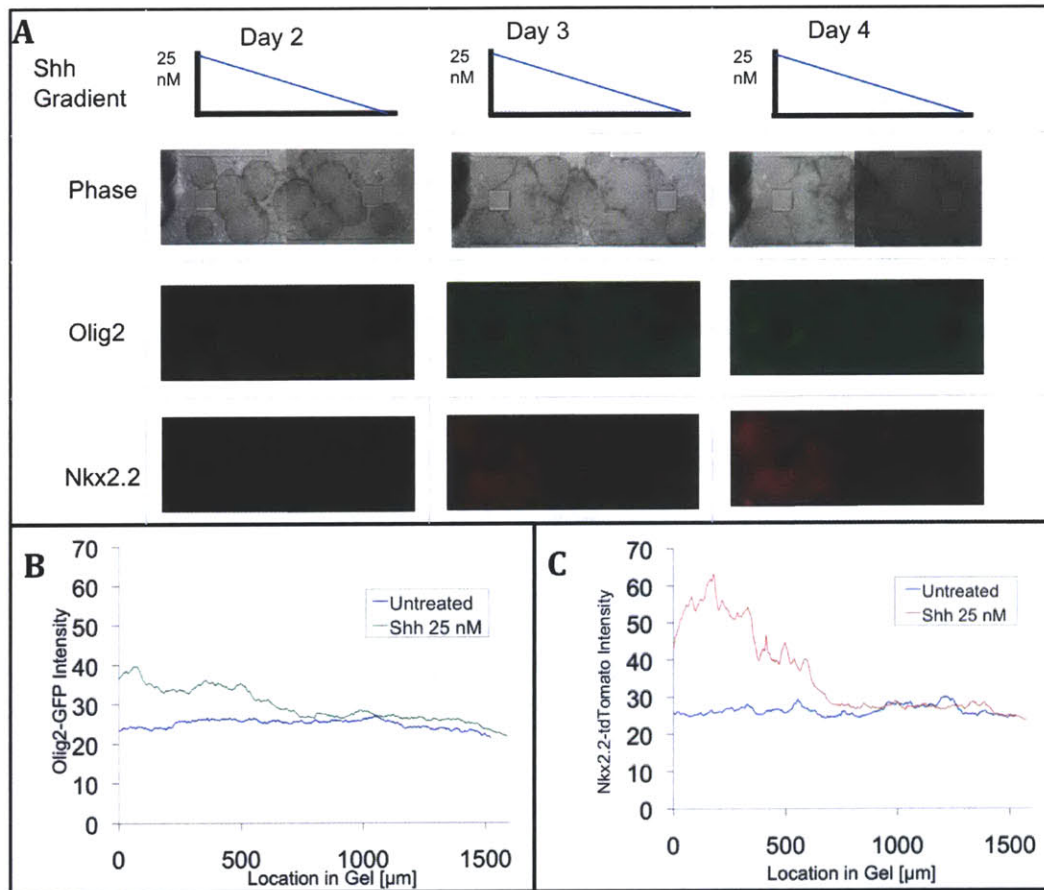 A
Day 2
Day 3
Day 4
Shh
Gradient
25
nM
25
nM
25
nM
Phase
Olig2
Nkx2.2
B
Olig2-GFP Intensity
70
60
50
40
30
20
10
0
Untreated
Shh 25 nM
0
500
1000
1500
Location in Gel [µm]
C
Nkx2.2-tdTomato Intensity
70
60
50
40
30
20
10
0
Untreated
Shh 25 nM
0
500
1000
1500
Location in Gel [µm]